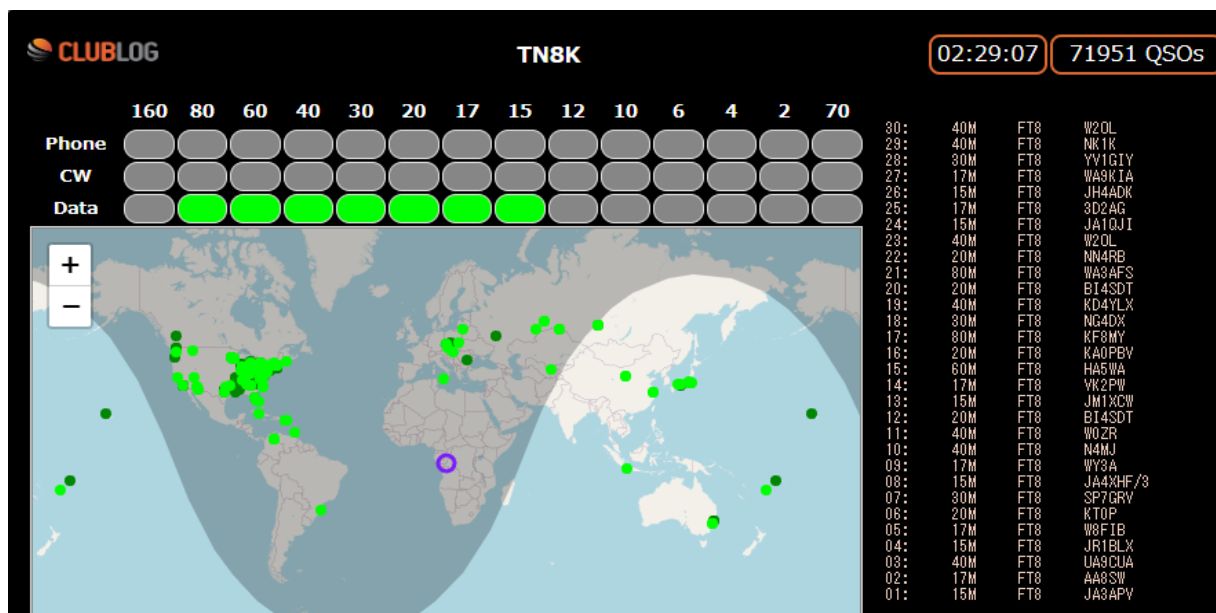 CLUBLOG
TN8K
02:29:07 71951 QSOs
160 80 60 40 30 20 17 15 12 10 6 4 2 70
Phone
CW
Data
+
−
30: 40M FT8 W2OL
29: 40M FT8 NK1K
28: 30M FT8 YV1GIY
27: 17M FT8 WA9KIA
26: 15M FT8 JH4ADK
25: 17M FT8 3D2AG
24: 15M FT8 JA1QJI
23: 40M FT8 W2OL
22: 20M FT8 NN4RB
21: 80M FT8 WA3AFS
20: 20M FT8 BI4SDT
19: 40M FT8 KD4YLX
18: 30M FT8 NG4DX
17: 80M FT8 KF8MY
16: 20M FT8 KA0PBV
15: 60M FT8 HA5WA
14: 17M FT8 VK2PW
13: 15M FT8 JM1XCW
12: 20M FT8 BI4SDT
11: 40M FT8 W0ZR
10: 40M FT8 N4MJ
09: 17M FT8 WY3A
08: 15M FT8 JA4XHF/3
07: 30M FT8 SP7GRV
06: 20M FT8 KT0P
05: 17M FT8 W8FIB
04: 15M FT8 JR1BLX
03: 40M FT8 UA9CUA
02: 17M FT8 AA8SW
01: 15M FT8 JA3APV